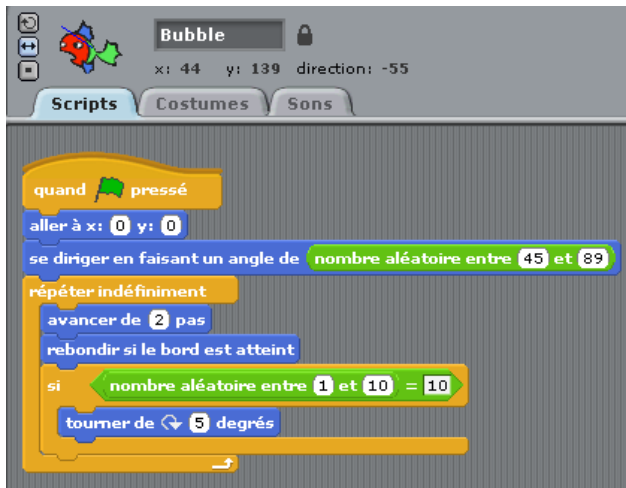 Bubble
x: 44 y: 139 direction: -55
Scripts Costumes Sons
quand pressé
aller à x: 0 y: 0
se diriger en faisant un angle de nombre aléatoire entre 45 et 89
répéter indéfiniment
avancer de 2 pas
rebondir si le bord est atteint
si nombre aléatoire entre 1 et 10 = 10
tourner de 5 degrés